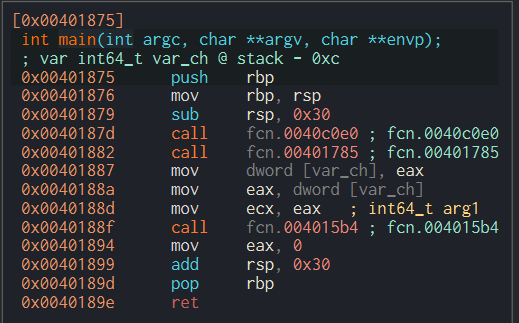 [0x00401875]
int main(int argc, char **argv, char **envp);
; var int64_t var_ch @ stack - 0xc
0x00401875 push rbp
0x00401876 mov rbp, rsp
0x00401879 sub rsp, 0x30
0x0040187d call fcn.0040c0e0 ; fcn.0040c0e0
0x00401882 call fcn.00401785 ; fcn.00401785
0x00401887 mov dword [var_ch], eax
0x0040188a mov eax, dword [var_ch]
0x0040188d mov ecx, eax ; int64_t arg1
0x0040188f call fcn.004015b4 ; fcn.004015b4
0x00401894 mov eax, 0
0x00401899 add rsp, 0x30
0x0040189d pop rbp
0x0040189e ret